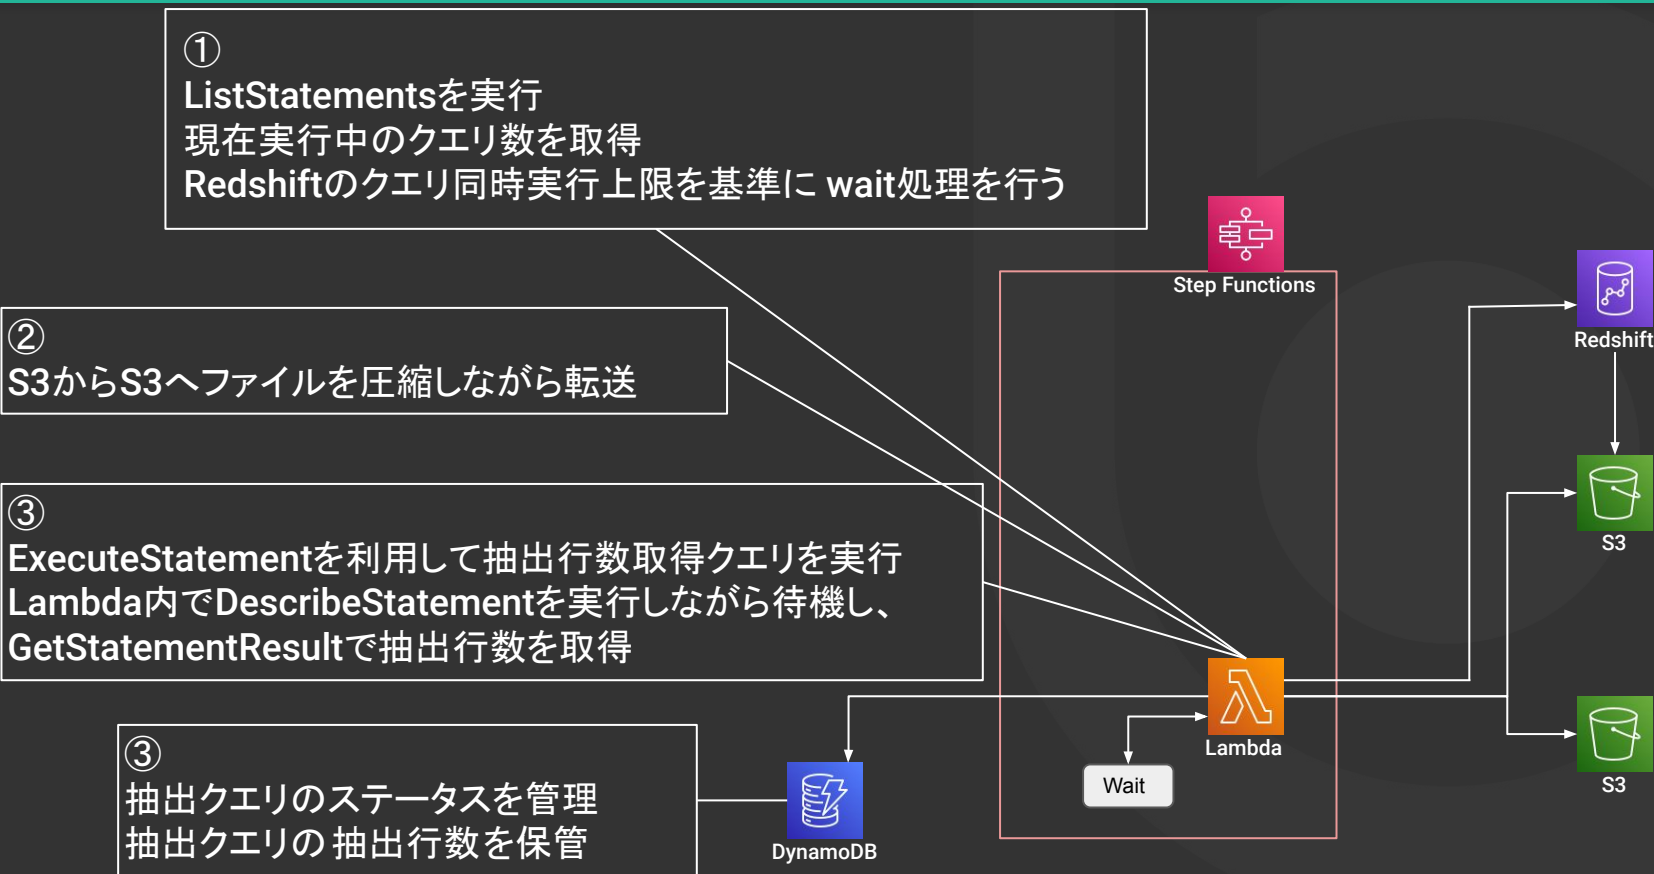 ①
ListStatementsを実行
現在実行中のクエリ数を取得
Redshiftのクエリ同時実行上限を基準に wait処理を行う
Step Functions
Redshift
②
S3からS3へファイルを圧縮しながら転送
S3
③
ExecuteStatementを利用して抽出行数取得クエリを実行
Lambda内でDescribeStatementを実行しながら待機し、
GetStatementResultで抽出行数を取得
Lambda
Wait
S3
③
抽出クエリのステータスを管理
抽出クエリの 抽出行数を保管
DynamoDB